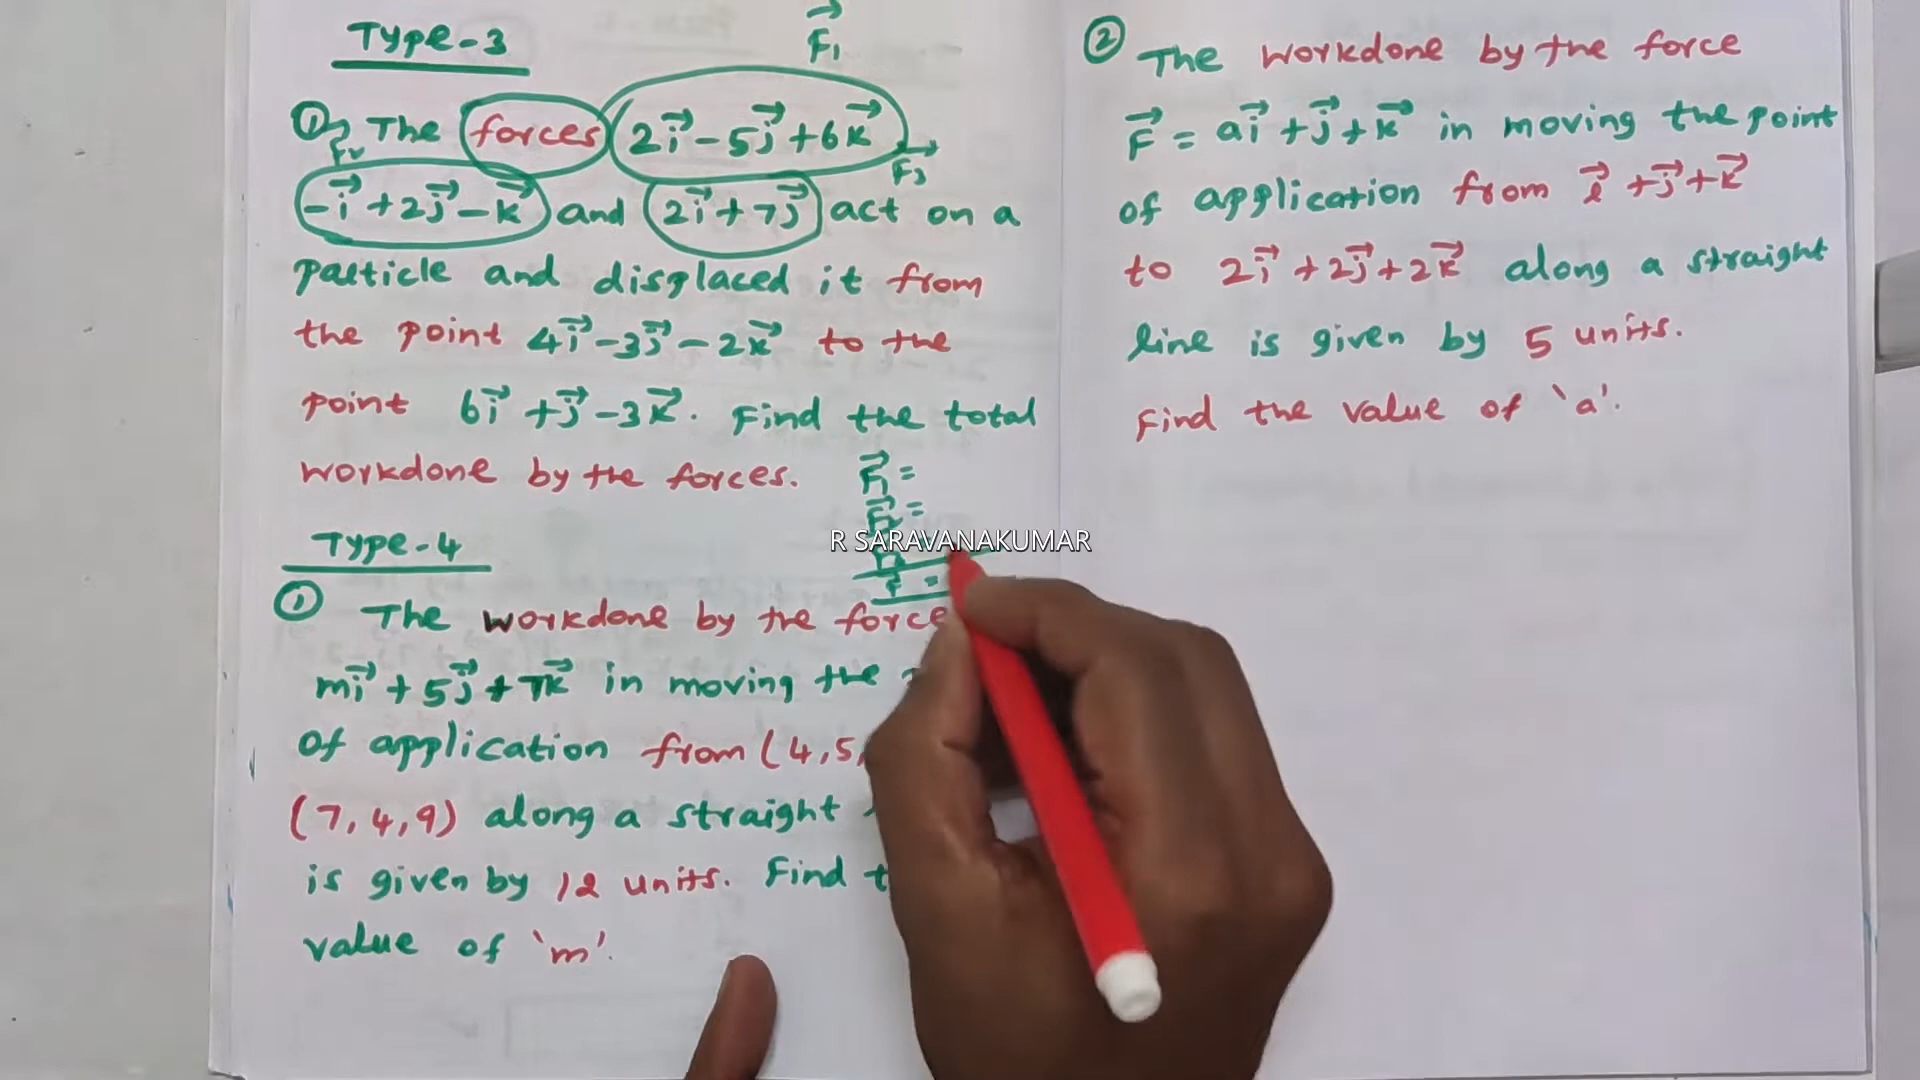 Type-3
F⃗₁
① The forces 2i⃗ - 5j⃗ + 6k⃗
F₂ F₃
-i⃗ + 2j⃗ - k⃗ and 2i⃗ + 7j⃗ act on a
particle and displaced it from
the point 4i⃗ - 3j⃗ - 2k⃗ to the
point 6i⃗ + j⃗ - 3k⃗. Find the total
workdone by the forces.
F⃗₁ =
F⃗₂ =
R SARAVANAKUMAR
F =
Type-4
① The workdone by the force
mi⃗ + 5j⃗ + 7k⃗ in moving the
of application from (4,5,
(7,4,9) along a straight
is given by 12 units. Find
value of 'm'.
② The workdone by the force
F⃗ = ai⃗ + j⃗ + k⃗ in moving the point
of application from i⃗ + j⃗ + k⃗
to 2i⃗ + 2j⃗ + 2k⃗ along a straight
line is given by 5 units.
Find the value of 'a'.